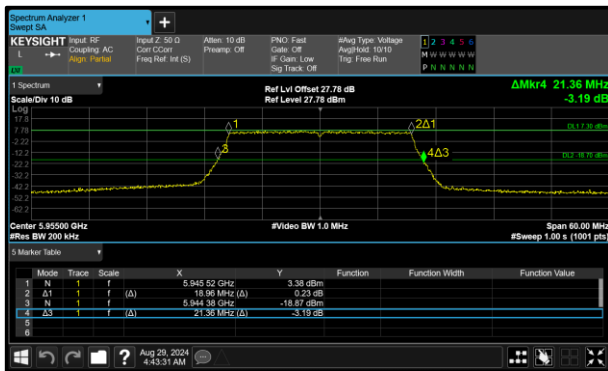 Spectrum Analyzer 1
Swept SA
KEYSIGHT Input: RF Input Z: 50 Ω Atten: 10 dB PNO: Fast #Avg Type: Voltage 1 2 3 4 5 6
L Coupling: AC Corr CCorr Preamp: Off Gate: Off Avg|Hold: 10/10 M W W W W W
Align: Partial Freq Ref: Int (S) IF Gain: Low Trig: Free Run
Sig Track: Off P N N N N N
1 Spectrum Ref Lvl Offset 27.78 dB ΔMkr4 21.36 MHz
Scale/Div 10 dB Ref Level 27.78 dBm -3.19 dB
Log
17.8
7.78 1 2Δ1 DL1 7.30 dBm
-2.22
-12.2 3 4Δ3 DL2 -18.70 dBm
-22.2
-32.2
-42.2
-52.2
-62.2
Center 5.95500 GHz #Video BW 1.0 MHz Span 60.00 MHz
#Res BW 200 kHz #Sweep 1.00 s (1001 pts)
5 Marker Table
Mode Trace Scale X Y Function Function Width Function Value
1 N 1 f 5.945 52 GHz 3.38 dBm
2 Δ1 1 f (Δ) 18.96 MHz (Δ) 0.23 dB
3 N 1 f 5.944 38 GHz -18.87 dBm
4 Δ3 1 f (Δ) 21.36 MHz (Δ) -3.19 dB
5
6
? Aug 29, 2024
4:43:31 AM